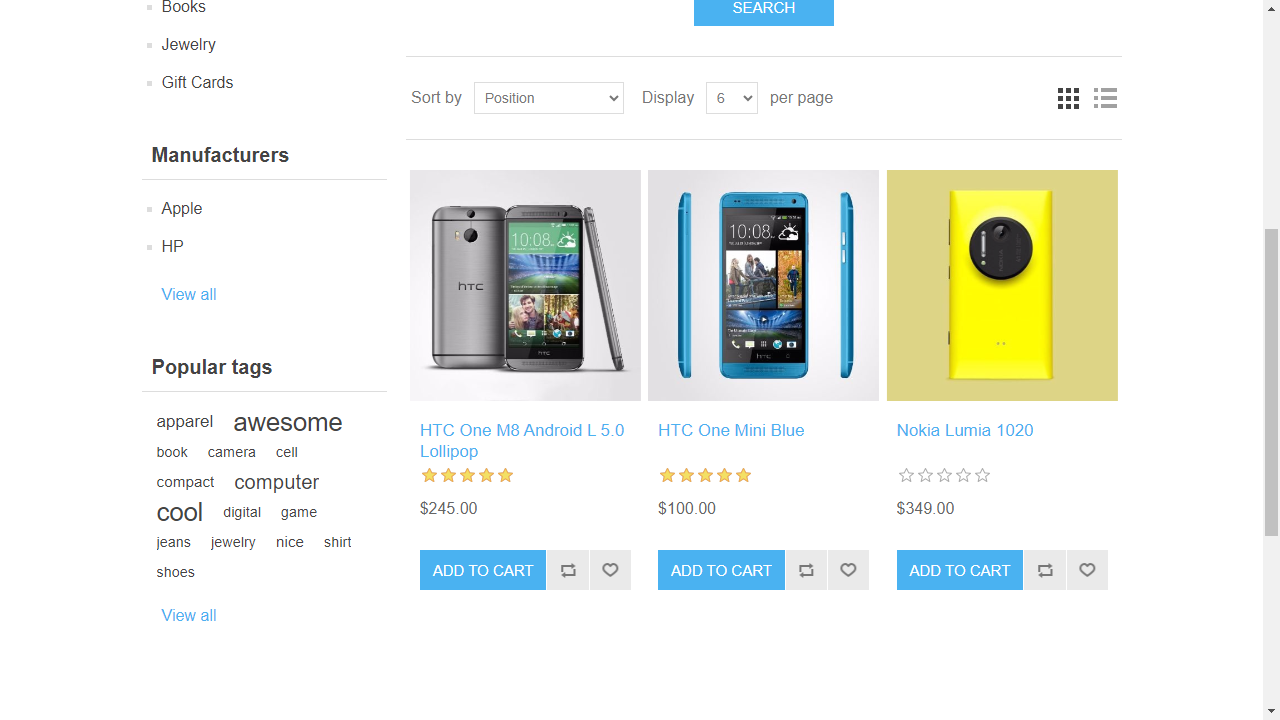 Books
Jewelry
Gift Cards
Manufacturers
Apple
HP
View all
Popular tags
apparel awesome
book camera cell
compact computer
cool digital game
jeans jewelry nice shirt
shoes
View all
SEARCH
Sort by Position Display 6 per page
hTC
10:08
hTC
10:08
hTC
NOKIA
HTC One M8 Android L 5.0
Lollipop
$245.00
ADD TO CART
HTC One Mini Blue
$100.00
ADD TO CART
Nokia Lumia 1020
$349.00
ADD TO CART